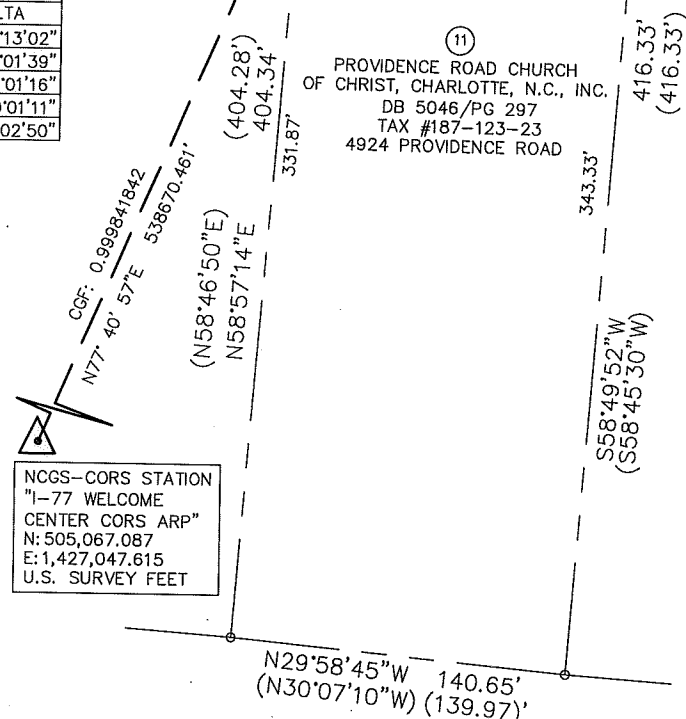 LTA
°13'02"
°01'39"
°01'16"
°01'11"
°02'50"
(404.28')
404.34'
331.87'
11
PROVIDENCE ROAD CHURCH
OF CHRIST, CHARLOTTE, N.C., INC.
DB 5046/PG 297
TAX #187-123-23
4924 PROVIDENCE ROAD
416.33'
(416.33')
343.33'
CGF: 0.999841842
N77° 40' 57"E 538670.461'
(N58°46'50"E)
N58°57'14"E
S58°49'52"W
(S58°45'30"W)
NCGS-CORS STATION
"I-77 WELCOME
CENTER CORS ARP"
N: 505,067.087
E: 1,427,047.615
U.S. SURVEY FEET
N29°58'45"W 140.65'
(N30°07'10"W) (139.97)'